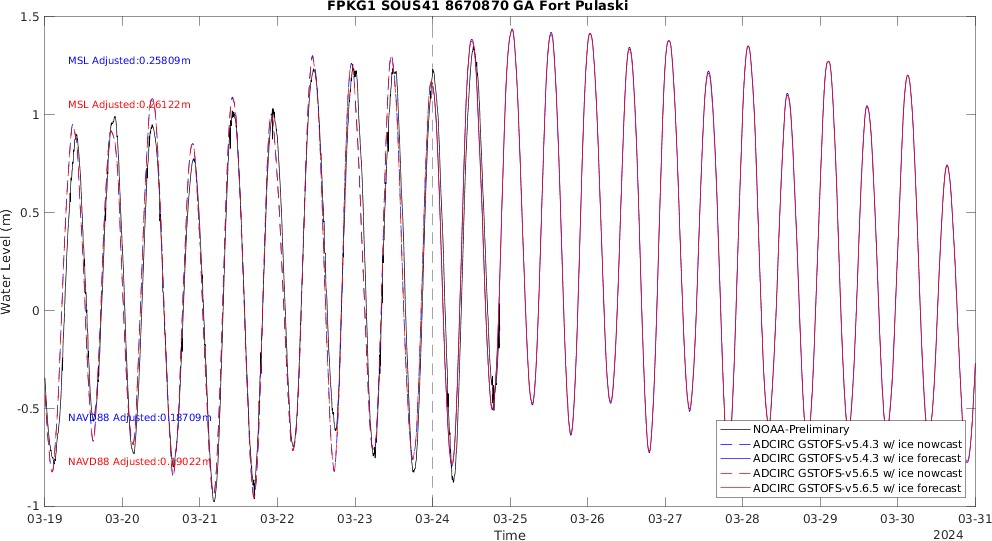 FPKG1 SOUS41 8670870 GA Fort Pulaski
1.5
MSL Adjusted:0.25809m
MSL Adjusted:0.26122m
1
0.5
Water Level (m)
0
-0.5
NAVD88 Adjusted:0.18709m
NAVD88 Adjusted:0.19022m
-1
NOAA-Preliminary
ADCIRC GSTOFS-v5.4.3 w/ ice nowcast
ADCIRC GSTOFS-v5.4.3 w/ ice forecast
ADCIRC GSTOFS-v5.6.5 w/ ice nowcast
ADCIRC GSTOFS-v5.6.5 w/ ice forecast
03-19 03-20 03-21 03-22 03-23 03-24 03-25 03-26 03-27 03-28 03-29 03-30 03-31
Time
2024